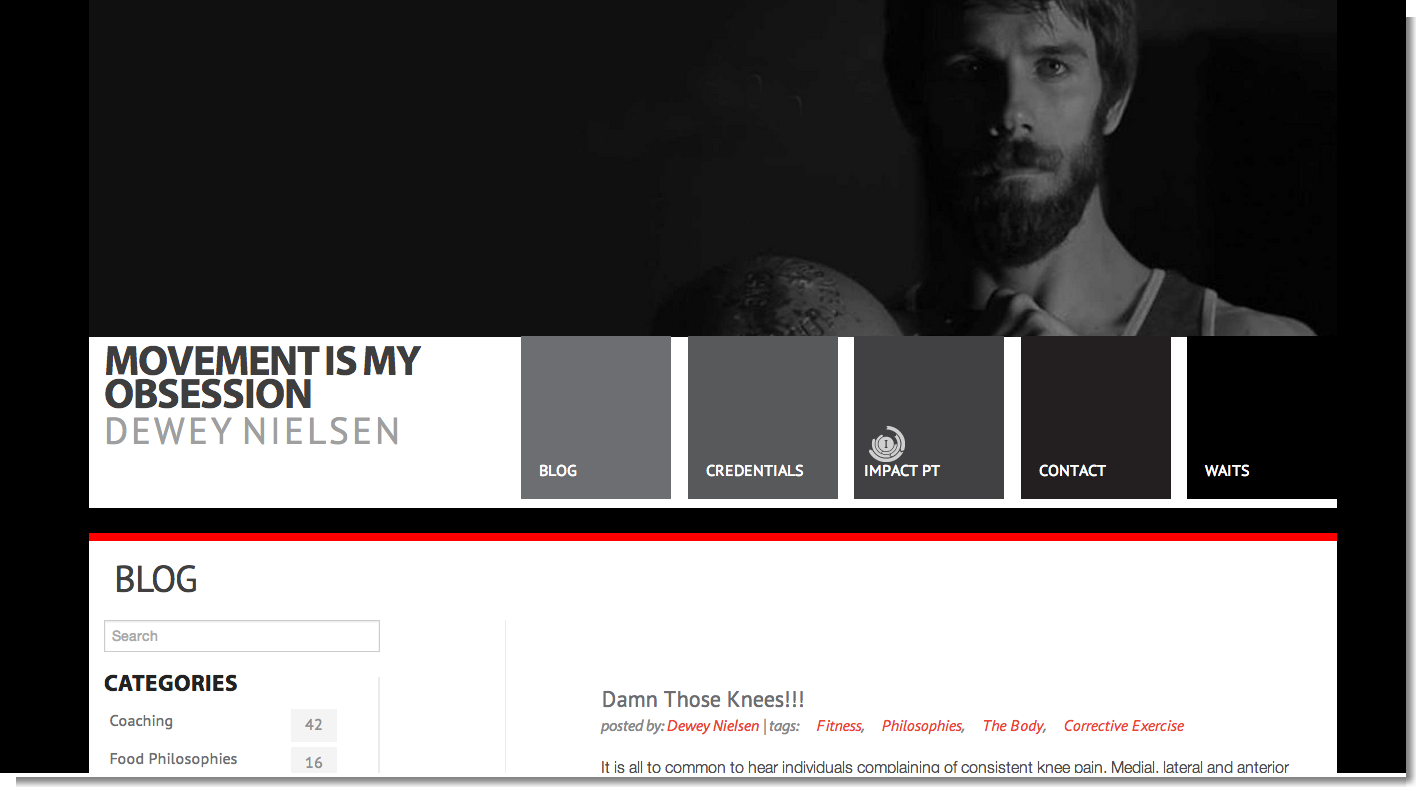 MOVEMENT IS MY
OBSESSION
DEWEY NIELSEN
BLOG
CREDENTIALS
I
IMPACT PT
CONTACT
WAITS
BLOG
Search
CATEGORIES
Coaching 42
Food Philosophies 16
Damn Those Knees!!!
posted by: Dewey Nielsen | tags: Fitness, Philosophies, The Body, Corrective Exercise
It is all to common to hear individuals complaining of consistent knee pain. Medial, lateral and anterior